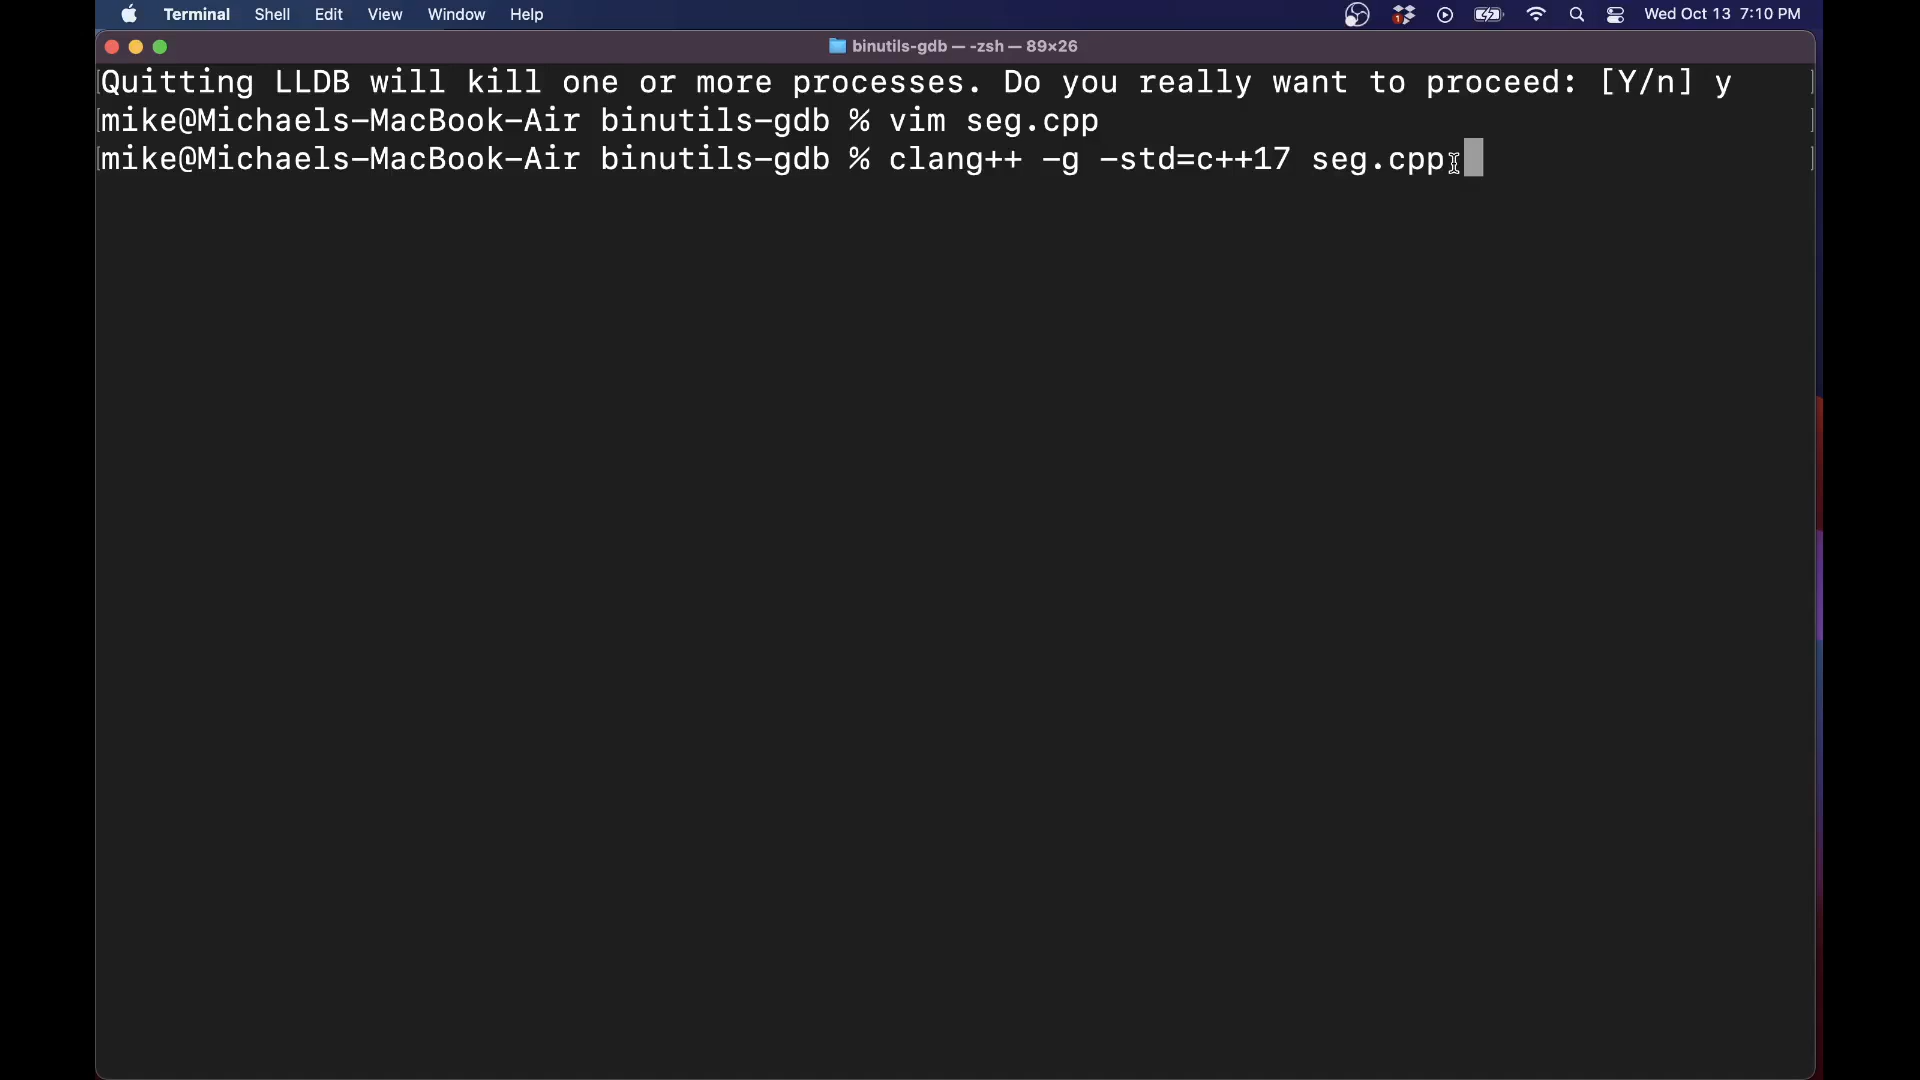 Terminal Shell Edit View Window Help 1 Wed Oct 13 7:10 PM
binutils-gdb — -zsh — 89×26
Quitting LLDB will kill one or more processes. Do you really want to proceed: [Y/n] y
mike@Michaels-MacBook-Air binutils-gdb % vim seg.cpp
mike@Michaels-MacBook-Air binutils-gdb % clang++ -g -std=c++17 seg.cpp